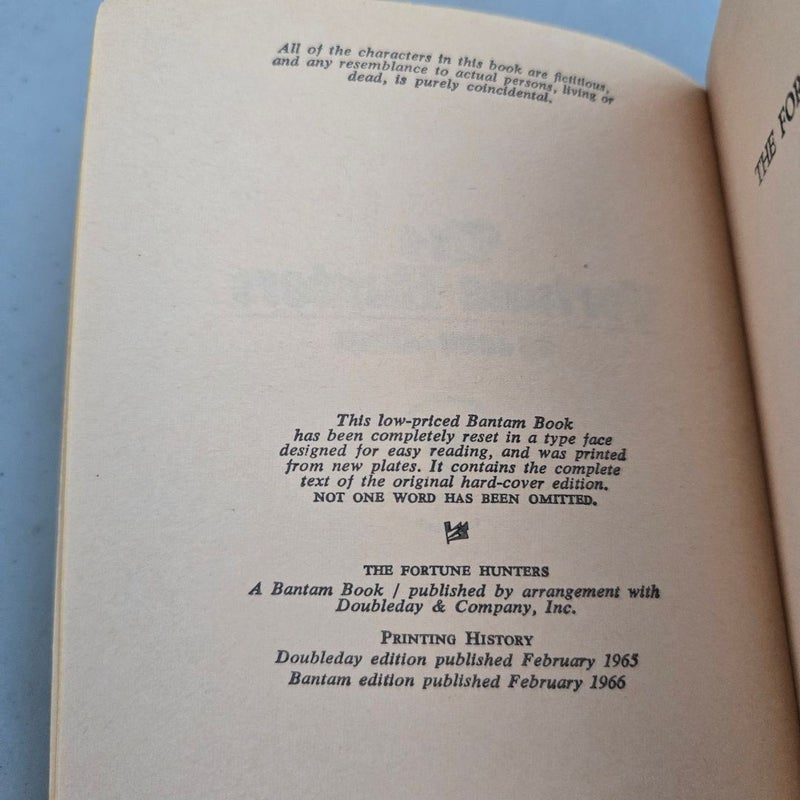 All of the characters in this book are fictitious,
and any resemblance to actual persons, living or
dead, is purely coincidental.
This low-priced Bantam Book
has been completely reset in a type face
designed for easy reading, and was printed
from new plates. It contains the complete
text of the original hard-cover edition.
NOT ONE WORD HAS BEEN OMITTED.
THE FORTUNE HUNTERS
A Bantam Book / published by arrangement with
Doubleday & Company, Inc.
PRINTING HISTORY
Doubleday edition published February 1965
Bantam edition published February 1966
THE